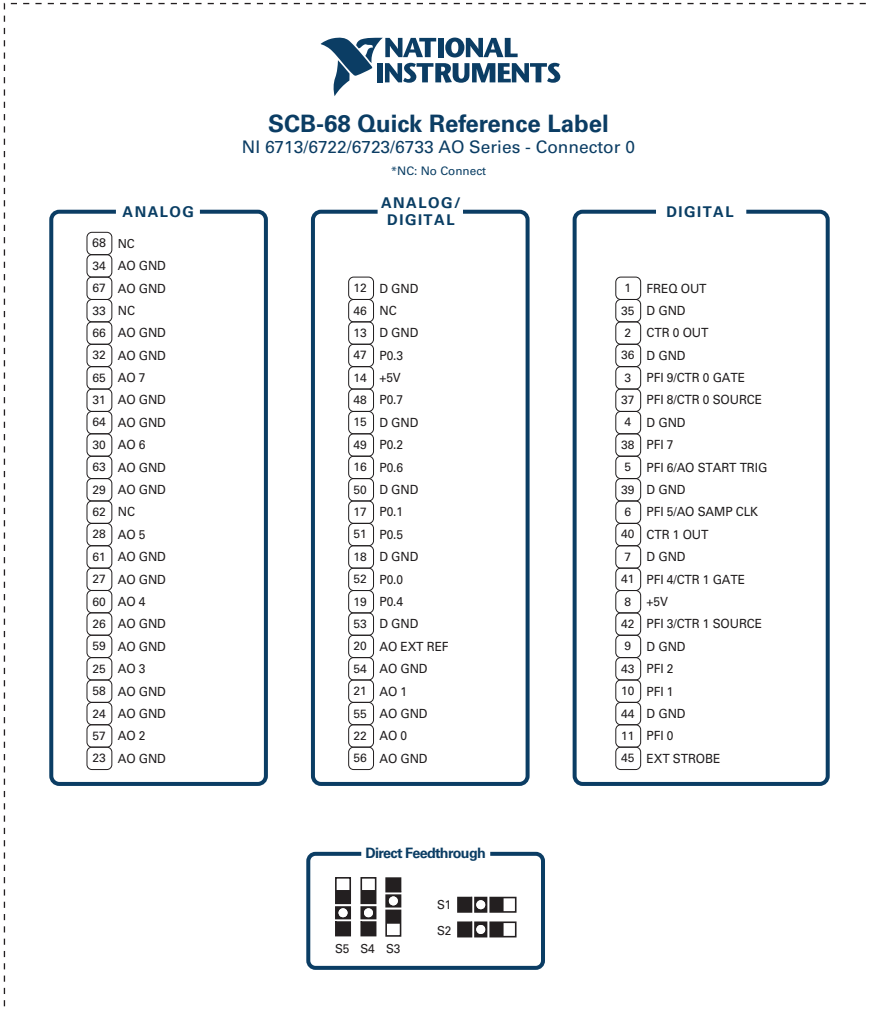 NATIONAL
INSTRUMENTS
SCB-68 Quick Reference Label
NI 6713/6722/6723/6733 AO Series - Connector 0
*NC: No Connect
ANALOG
68 NC
34 AO GND
67 AO GND
33 NC
66 AO GND
32 AO GND
65 AO 7
31 AO GND
64 AO GND
30 AO 6
63 AO GND
29 AO GND
62 NC
28 AO 5
61 AO GND
27 AO GND
60 AO 4
26 AO GND
59 AO GND
25 AO 3
58 AO GND
24 AO GND
57 AO 2
23 AO GND
ANALOG/
DIGITAL
12 D GND
46 NC
13 D GND
47 P0.3
14 +5V
48 P0.7
15 D GND
49 P0.2
16 P0.6
50 D GND
17 P0.1
51 P0.5
18 D GND
52 P0.0
19 P0.4
53 D GND
20 AO EXT REF
54 AO GND
21 AO 1
55 AO GND
22 AO 0
56 AO GND
DIGITAL
1 FREQ OUT
35 D GND
2 CTR 0 OUT
36 D GND
3 PFI 9/CTR 0 GATE
37 PFI 8/CTR 0 SOURCE
4 D GND
38 PFI 7
5 PFI 6/AO START TRIG
39 D GND
6 PFI 5/AO SAMP CLK
40 CTR 1 OUT
7 D GND
41 PFI 4/CTR 1 GATE
8 +5V
42 PFI 3/CTR 1 SOURCE
9 D GND
43 PFI 2
10 PFI 1
44 D GND
11 PFI 0
45 EXT STROBE
Direct Feedthrough
S5 S4 S3
S1
S2